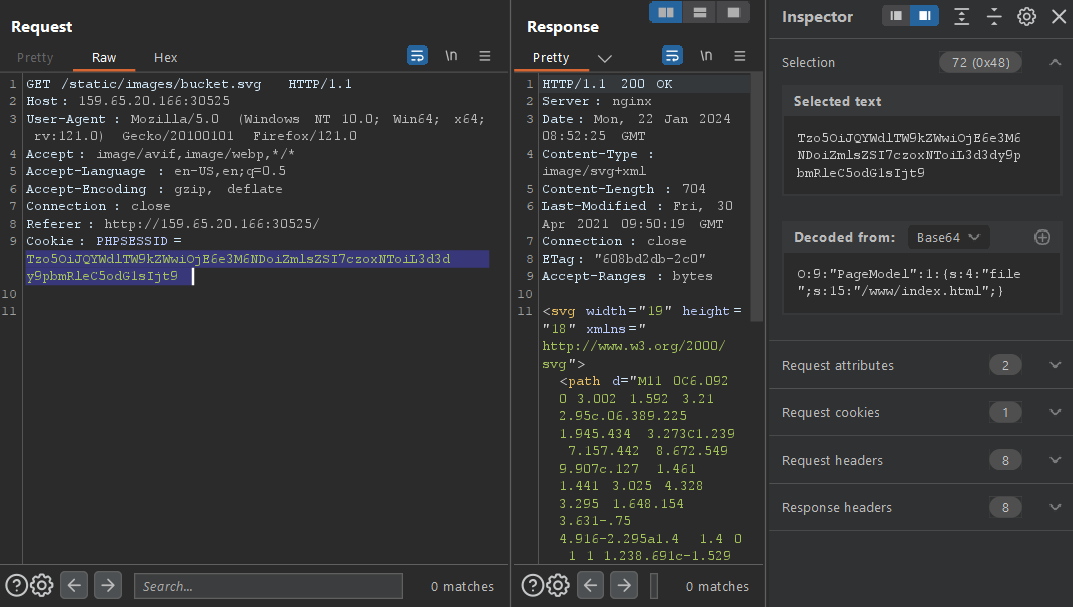 Request
Pretty Raw Hex \n
1 GET /static/images/bucket.svg HTTP/1.1
2 Host: 159.65.20.166:30525
3 User-Agent: Mozilla/5.0 (Windows NT 10.0; Win64; x64;
rv:121.0) Gecko/20100101 Firefox/121.0
4 Accept: image/avif,image/webp,*/*
5 Accept-Language: en-US,en;q=0.5
6 Accept-Encoding: gzip, deflate
7 Connection: close
8 Referer: http://159.65.20.166:30525/
9 Cookie: PHPSESSID=
Tzo5OiJQYWdlTW9kZWwiOjE6e3M6NDoiZmlsZSI7czoxNToiL3d3d
y9pbmRleC5odG1sIjt9
10
11
Search...
0 matches
Response
Pretty \n
1 HTTP/1.1 200 OK
2 Server: nginx
3 Date: Mon, 22 Jan 2024
08:52:25 GMT
4 Content-Type:
image/svg+xml
5 Content-Length: 704
6 Last-Modified: Fri, 30
Apr 2021 09:50:19 GMT
7 Connection: close
8 ETag: "608bd2db-2c0"
9 Accept-Ranges: bytes
10
11 <svg width="19" height=
"18" xmlns="
http://www.w3.org/2000/
svg">
<path d="M11 0C6.092
0 3.002 1.592 3.21
2.95c.06.389.225
1.945.434 3.273C1.239
7.157.442 8.672.549
9.907c.127 1.461
1.441 3.025 4.328
3.295 1.648.154
3.631-.75
4.916-2.295a1.4 1.4 0
0 1 1 1.238.691c-1.529
Search...
0 matches
Inspector
Selection 72 (0x48)
Selected text
Tzo5OiJQYWdlTW9kZWwiOjE6e3M6
NDoiZmlsZSI7czoxNToiL3d3dy9p
bmRleC5odG1sIjt9
Decoded from: Base64
O:9:"PageModel":1:{s:4:"file
";s:15:"/www/index.html";}
Request attributes 2
Request cookies 1
Request headers 8
Response headers 8